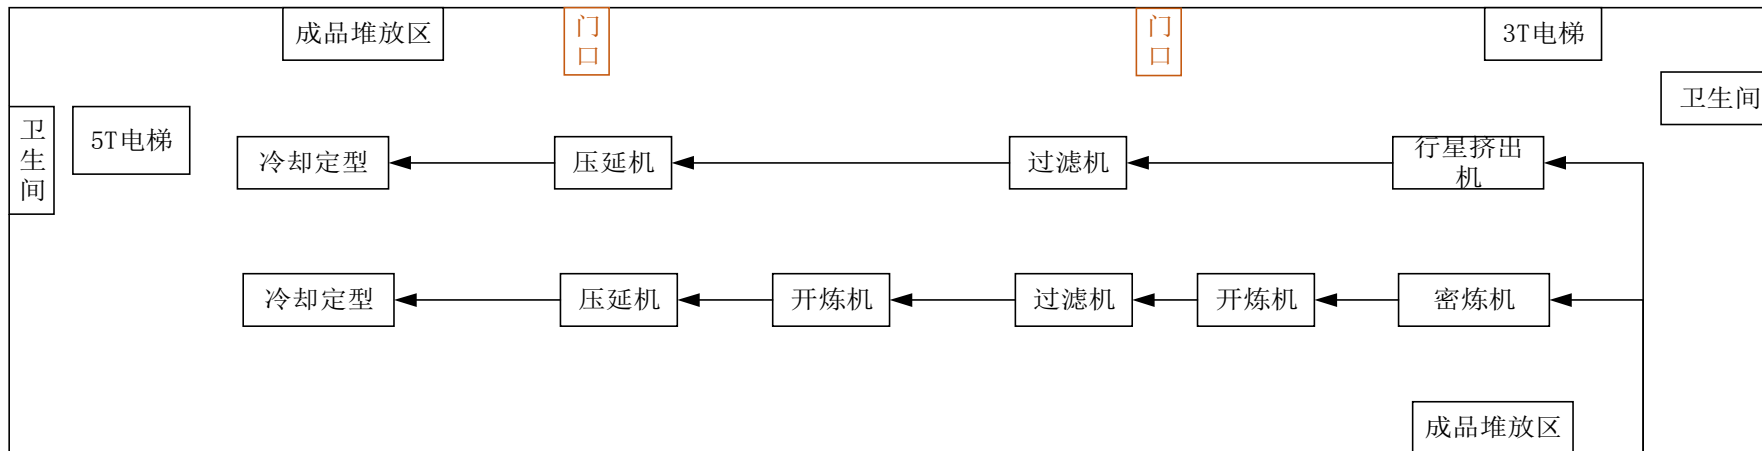 成品堆放区
门
口
门
口
3T电梯
卫生间
卫
生
间
5T电梯
冷却定型
压延机
过滤机
行星挤出
机
冷却定型
压延机
开炼机
过滤机
开炼机
密炼机
成品堆放区